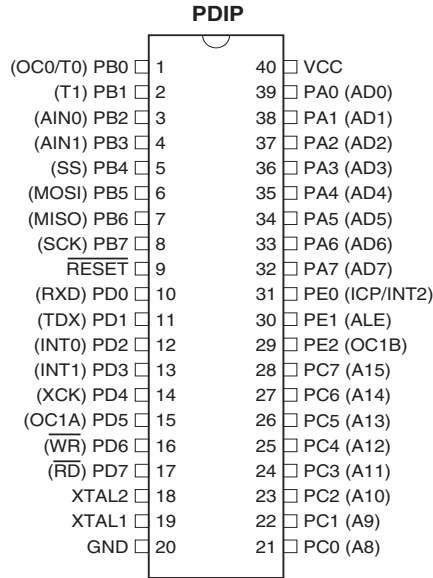 PDIP
(OC0/T0) PB0 1 40 VCC
(T1) PB1 2 39 PA0 (AD0)
(AIN0) PB2 3 38 PA1 (AD1)
(AIN1) PB3 4 37 PA2 (AD2)
(SS) PB4 5 36 PA3 (AD3)
(MOSI) PB5 6 35 PA4 (AD4)
(MISO) PB6 7 34 PA5 (AD5)
(SCK) PB7 8 33 PA6 (AD6)
RESET 9 32 PA7 (AD7)
(RXD) PD0 10 31 PE0 (ICP/INT2)
(TDX) PD1 11 30 PE1 (ALE)
(INT0) PD2 12 29 PE2 (OC1B)
(INT1) PD3 13 28 PC7 (A15)
(XCK) PD4 14 27 PC6 (A14)
(OC1A) PD5 15 26 PC5 (A13)
(WR) PD6 16 25 PC4 (A12)
(RD) PD7 17 24 PC3 (A11)
XTAL2 18 23 PC2 (A10)
XTAL1 19 22 PC1 (A9)
GND 20 21 PC0 (A8)